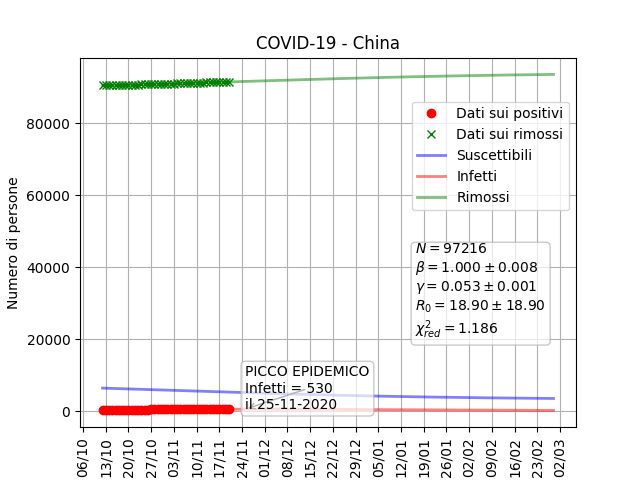 COVID-19 - China
Numero di persone
80000
60000
40000
20000
0
Dati sui positivi
Dati sui rimossi
Suscettibili
Infetti
Rimossi
N = 97216
β = 1.000 ± 0.008
γ = 0.053 ± 0.001
R₀ = 18.90 ± 18.90
χ²red = 1.186
PICCO EPIDEMICO
Infetti = 530
il 25-11-2020
06/10
13/10
20/10
27/10
03/11
10/11
17/11
24/11
01/12
08/12
15/12
22/12
29/12
05/01
12/01
19/01
26/01
02/02
09/02
16/02
23/02
02/03